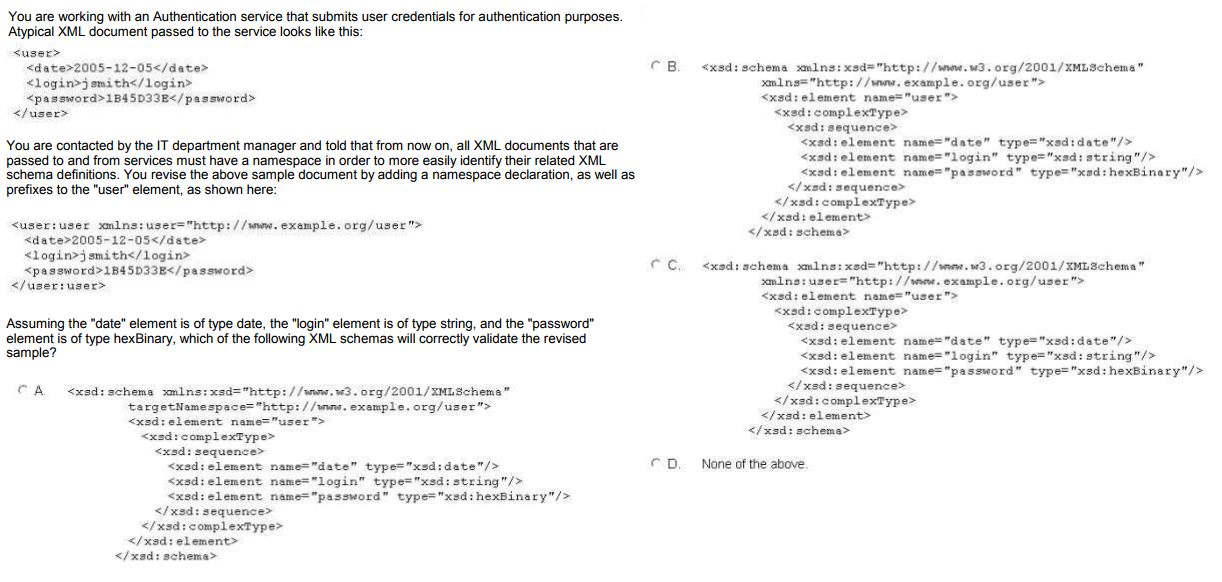 You are working with an Authentication service that submits user credentials for authentication purposes.
Atypical XML document passed to the service looks like this:
<user>
<date>2005-12-05</date>
<login>jsmith</login>
<password>1B45D33E</password>
</user>
You are contacted by the IT department manager and told that from now on, all XML documents that are
passed to and from services must have a namespace in order to more easily identify their related XML
schema definitions. You revise the above sample document by adding a namespace declaration, as well as
prefixes to the "user" element, as shown here:
<user:user xmlns:user="http://www.example.org/user">
<date>2005-12-05</date>
<login>jsmith</login>
<password>1B45D33E</password>
</user:user>
Assuming the "date" element is of type date, the "login" element is of type string, and the "password"
element is of type hexBinary, which of the following XML schemas will correctly validate the revised
sample?
A <xsd:schema xmlns:xsd="http://www.w3.org/2001/XMLSchema"
targetNamespace="http://www.example.org/user">
<xsd:element name="user">
<xsd:complexType>
<xsd:sequence>
<xsd:element name="date" type="xsd:date"/>
<xsd:element name="login" type="xsd:string"/>
<xsd:element name="password" type="xsd:hexBinary"/>
</xsd:sequence>
</xsd:complexType>
</xsd:element>
</xsd:schema>
B. <xsd:schema xmlns:xsd="http://www.w3.org/2001/XMLSchema"
xmlns="http://www.example.org/user">
<xsd:element name="user">
<xsd:complexType>
<xsd:sequence>
<xsd:element name="date" type="xsd:date"/>
<xsd:element name="login" type="xsd:string"/>
<xsd:element name="password" type="xsd:hexBinary"/>
</xsd:sequence>
</xsd:complexType>
</xsd:element>
</xsd:schema>
C. <xsd:schema xmlns:xsd="http://www.w3.org/2001/XMLSchema"
xmlns:user="http://www.example.org/user">
<xsd:element name="user">
<xsd:complexType>
<xsd:sequence>
<xsd:element name="date" type="xsd:date"/>
<xsd:element name="login" type="xsd:string"/>
<xsd:element name="password" type="xsd:hexBinary"/>
</xsd:sequence>
</xsd:complexType>
</xsd:element>
</xsd:schema>
D. None of the above.